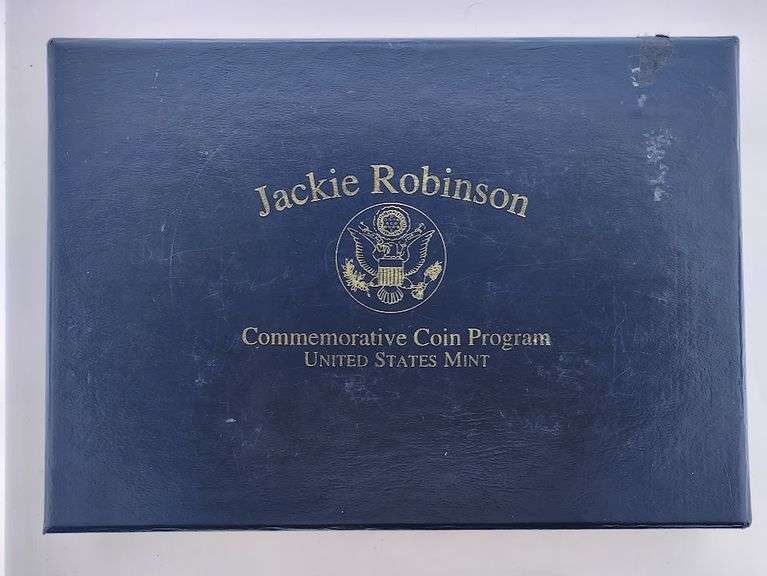 Jackie Robinson
Commemorative Coin Program
UNITED STATES MINT